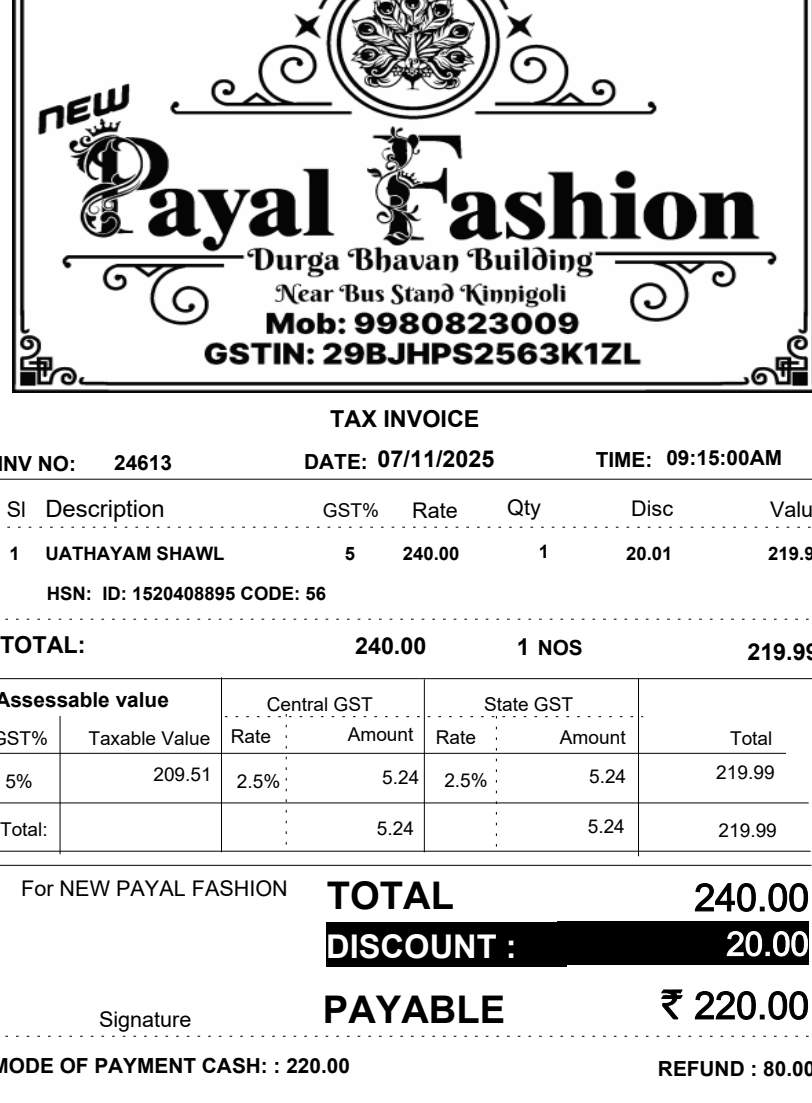 NEW
Payal Fashion
Durga Bhavan Building
Near Bus Stand Kinnigoli
Mob: 9980823009
GSTIN: 29BJHPS2563K1ZL
TAX INVOICE
INV NO: 24613 DATE: 07/11/2025 TIME: 09:15:00AM
Sl Description GST% Rate Qty Disc Valu
1 UATHAYAM SHAWL 5 240.00 1 20.01 219.9
HSN: ID: 1520408895 CODE: 56
TOTAL: 240.00 1 NOS 219.99
Assessable value Central GST State GST
GST% Taxable Value Rate Amount Rate Amount Total
5% 209.51 2.5% 5.24 2.5% 5.24 219.99
Total: 5.24 5.24 219.99
For NEW PAYAL FASHION TOTAL 240.00
DISCOUNT : 20.00
Signature PAYABLE ₹ 220.00
MODE OF PAYMENT CASH: : 220.00 REFUND : 80.00